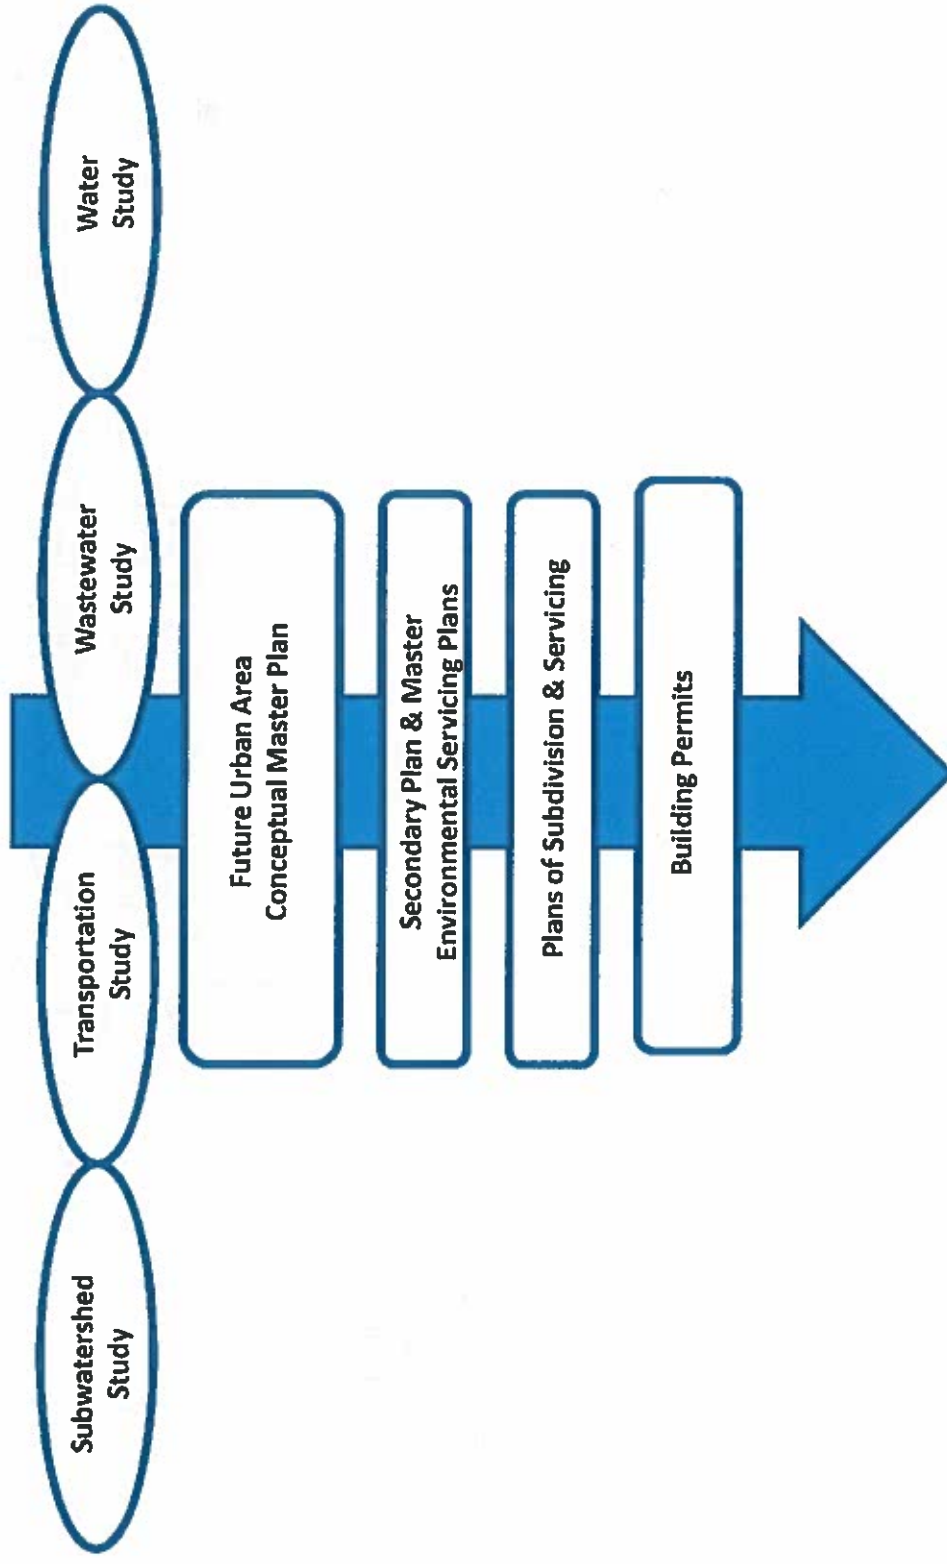 Subwatershed
Study
Transportation
Study
Wastewater
Study
Water
Study
Future Urban Area
Conceptual Master Plan
Secondary Plan & Master
Environmental Servicing Plans
Plans of Subdivision & Servicing
Building Permits